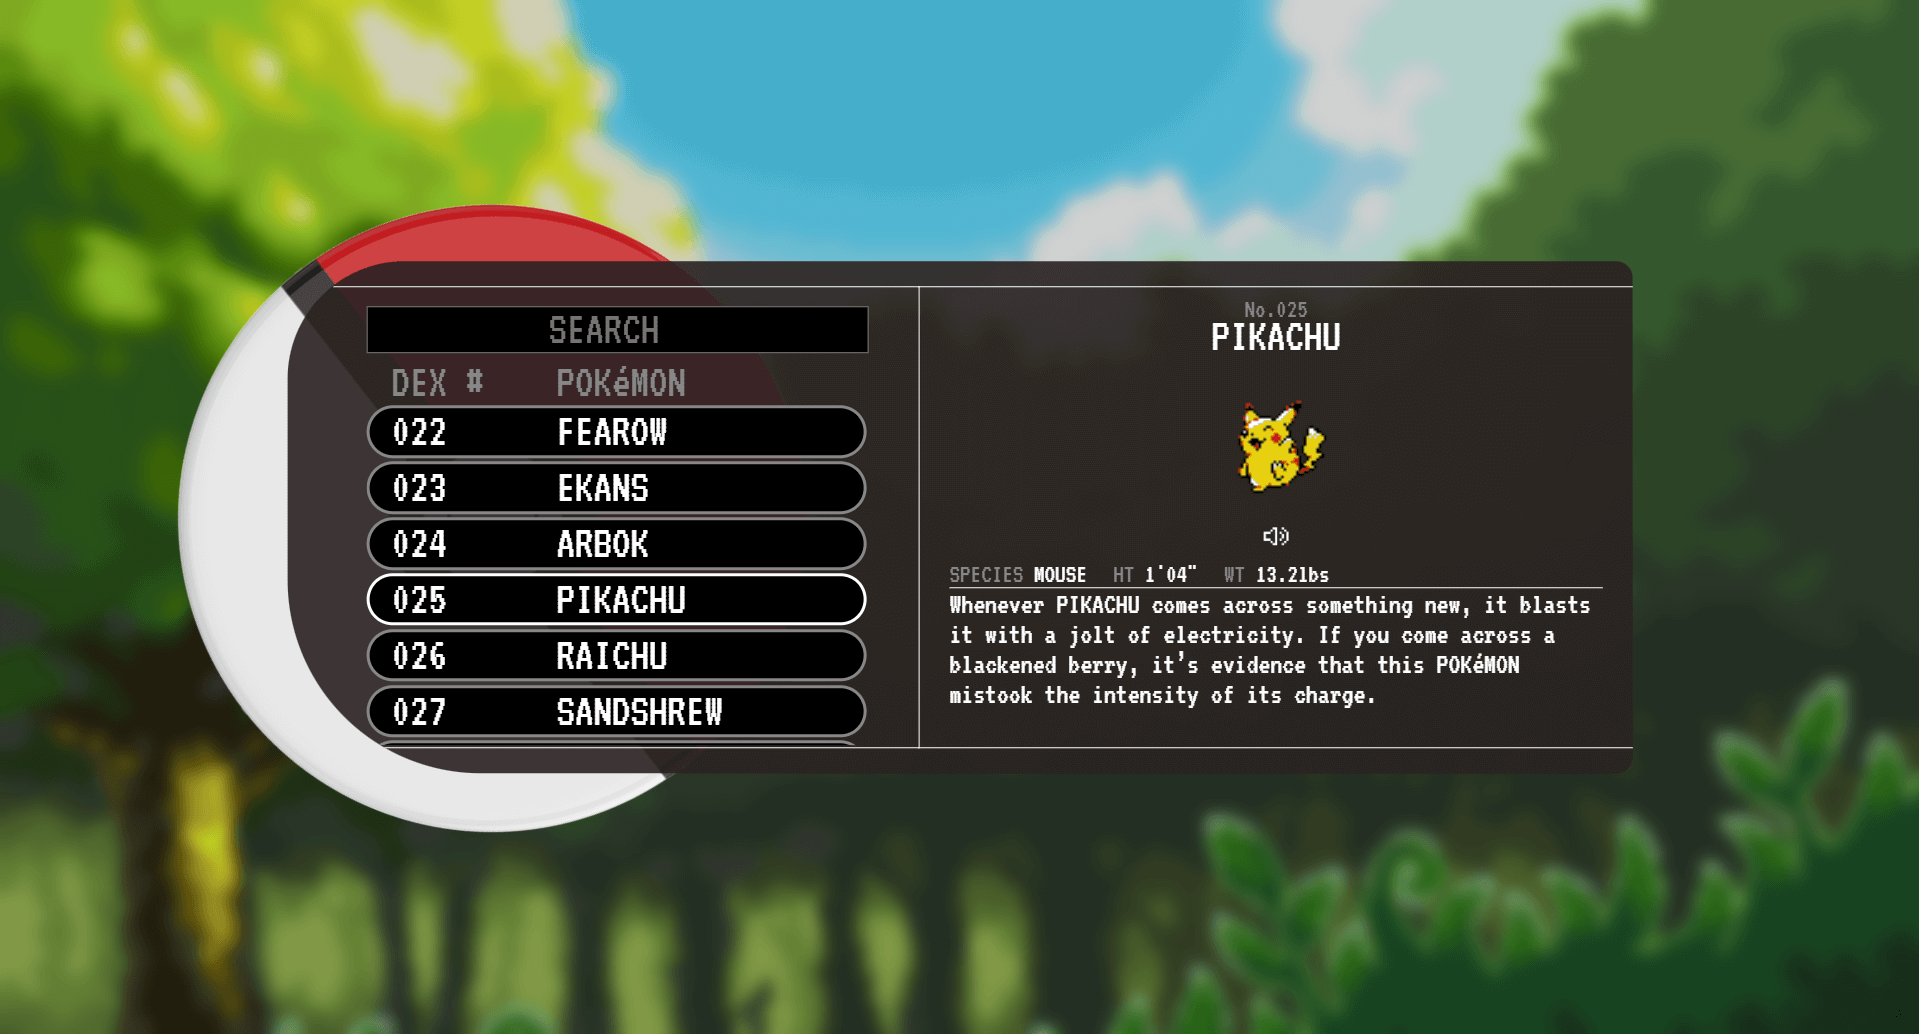 SEARCH
DEX # POKéMON
022 FEAROW
023 EKANS
024 ARBOK
025 PIKACHU
026 RAICHU
027 SANDSHREW
No.025
PIKACHU
SPECIES MOUSE HT 1'04" WT 13.2lbs
Whenever PIKACHU comes across something new, it blasts
it with a jolt of electricity. If you come across a
blackened berry, it's evidence that this POKéMON
mistook the intensity of its charge.